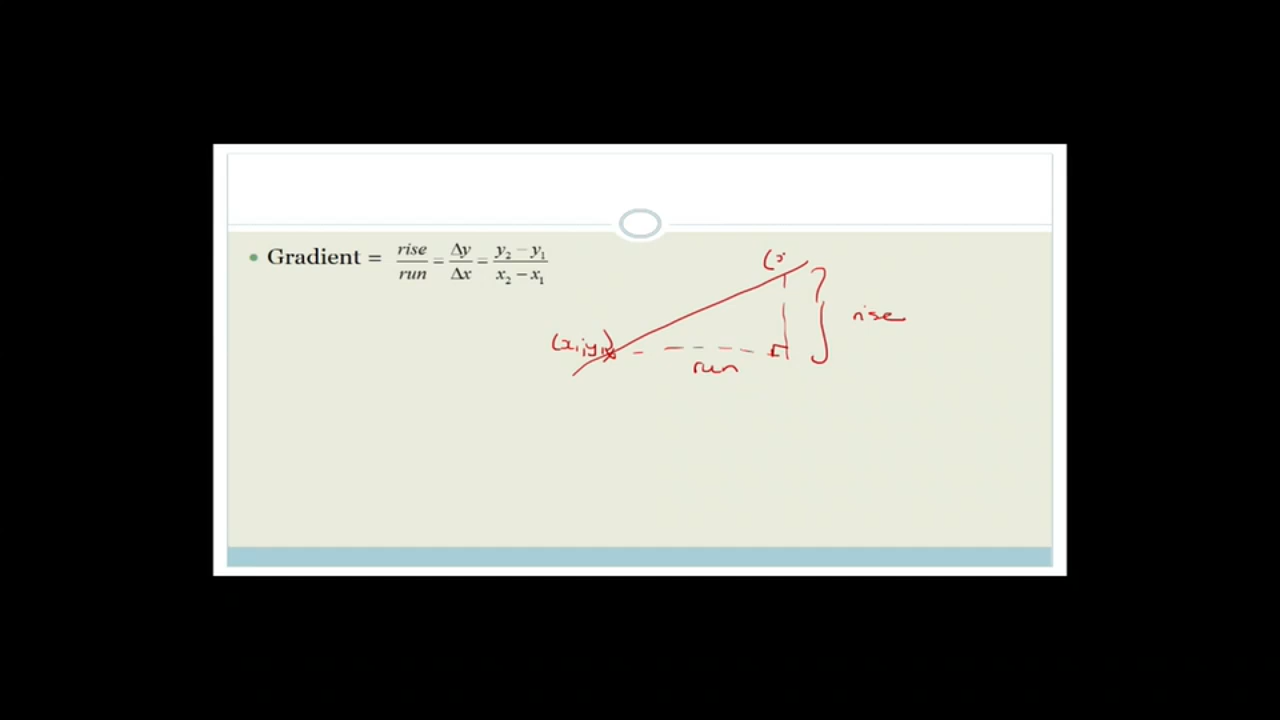 • Gradient = rise/run = Δy/Δx = y₂ − y₁/x₂ − x₁
(x
rise
(x₁;y₁)
run